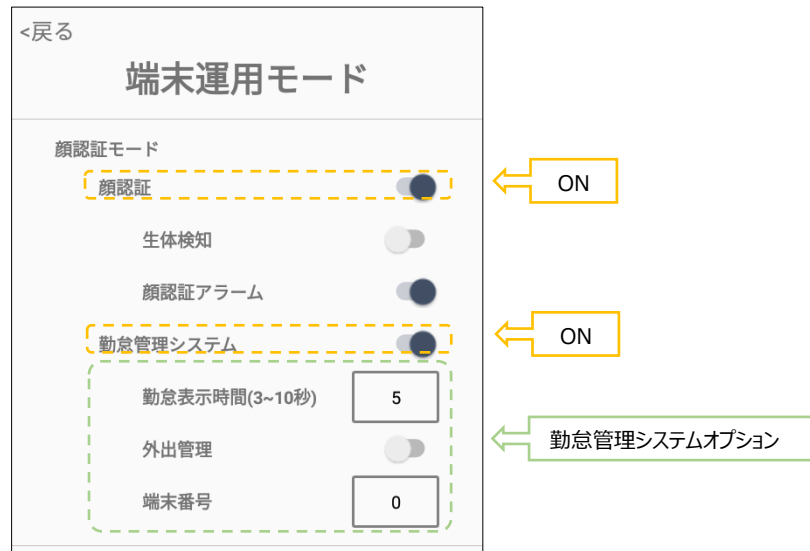 <戻る
端末運用モード
顔認証モード
顔認証
ON
生体検知
顔認証アラーム
勤怠管理システム
ON
勤怠表示時間(3~10秒)
5
外出管理
勤怠管理システムオプション
端末番号
0